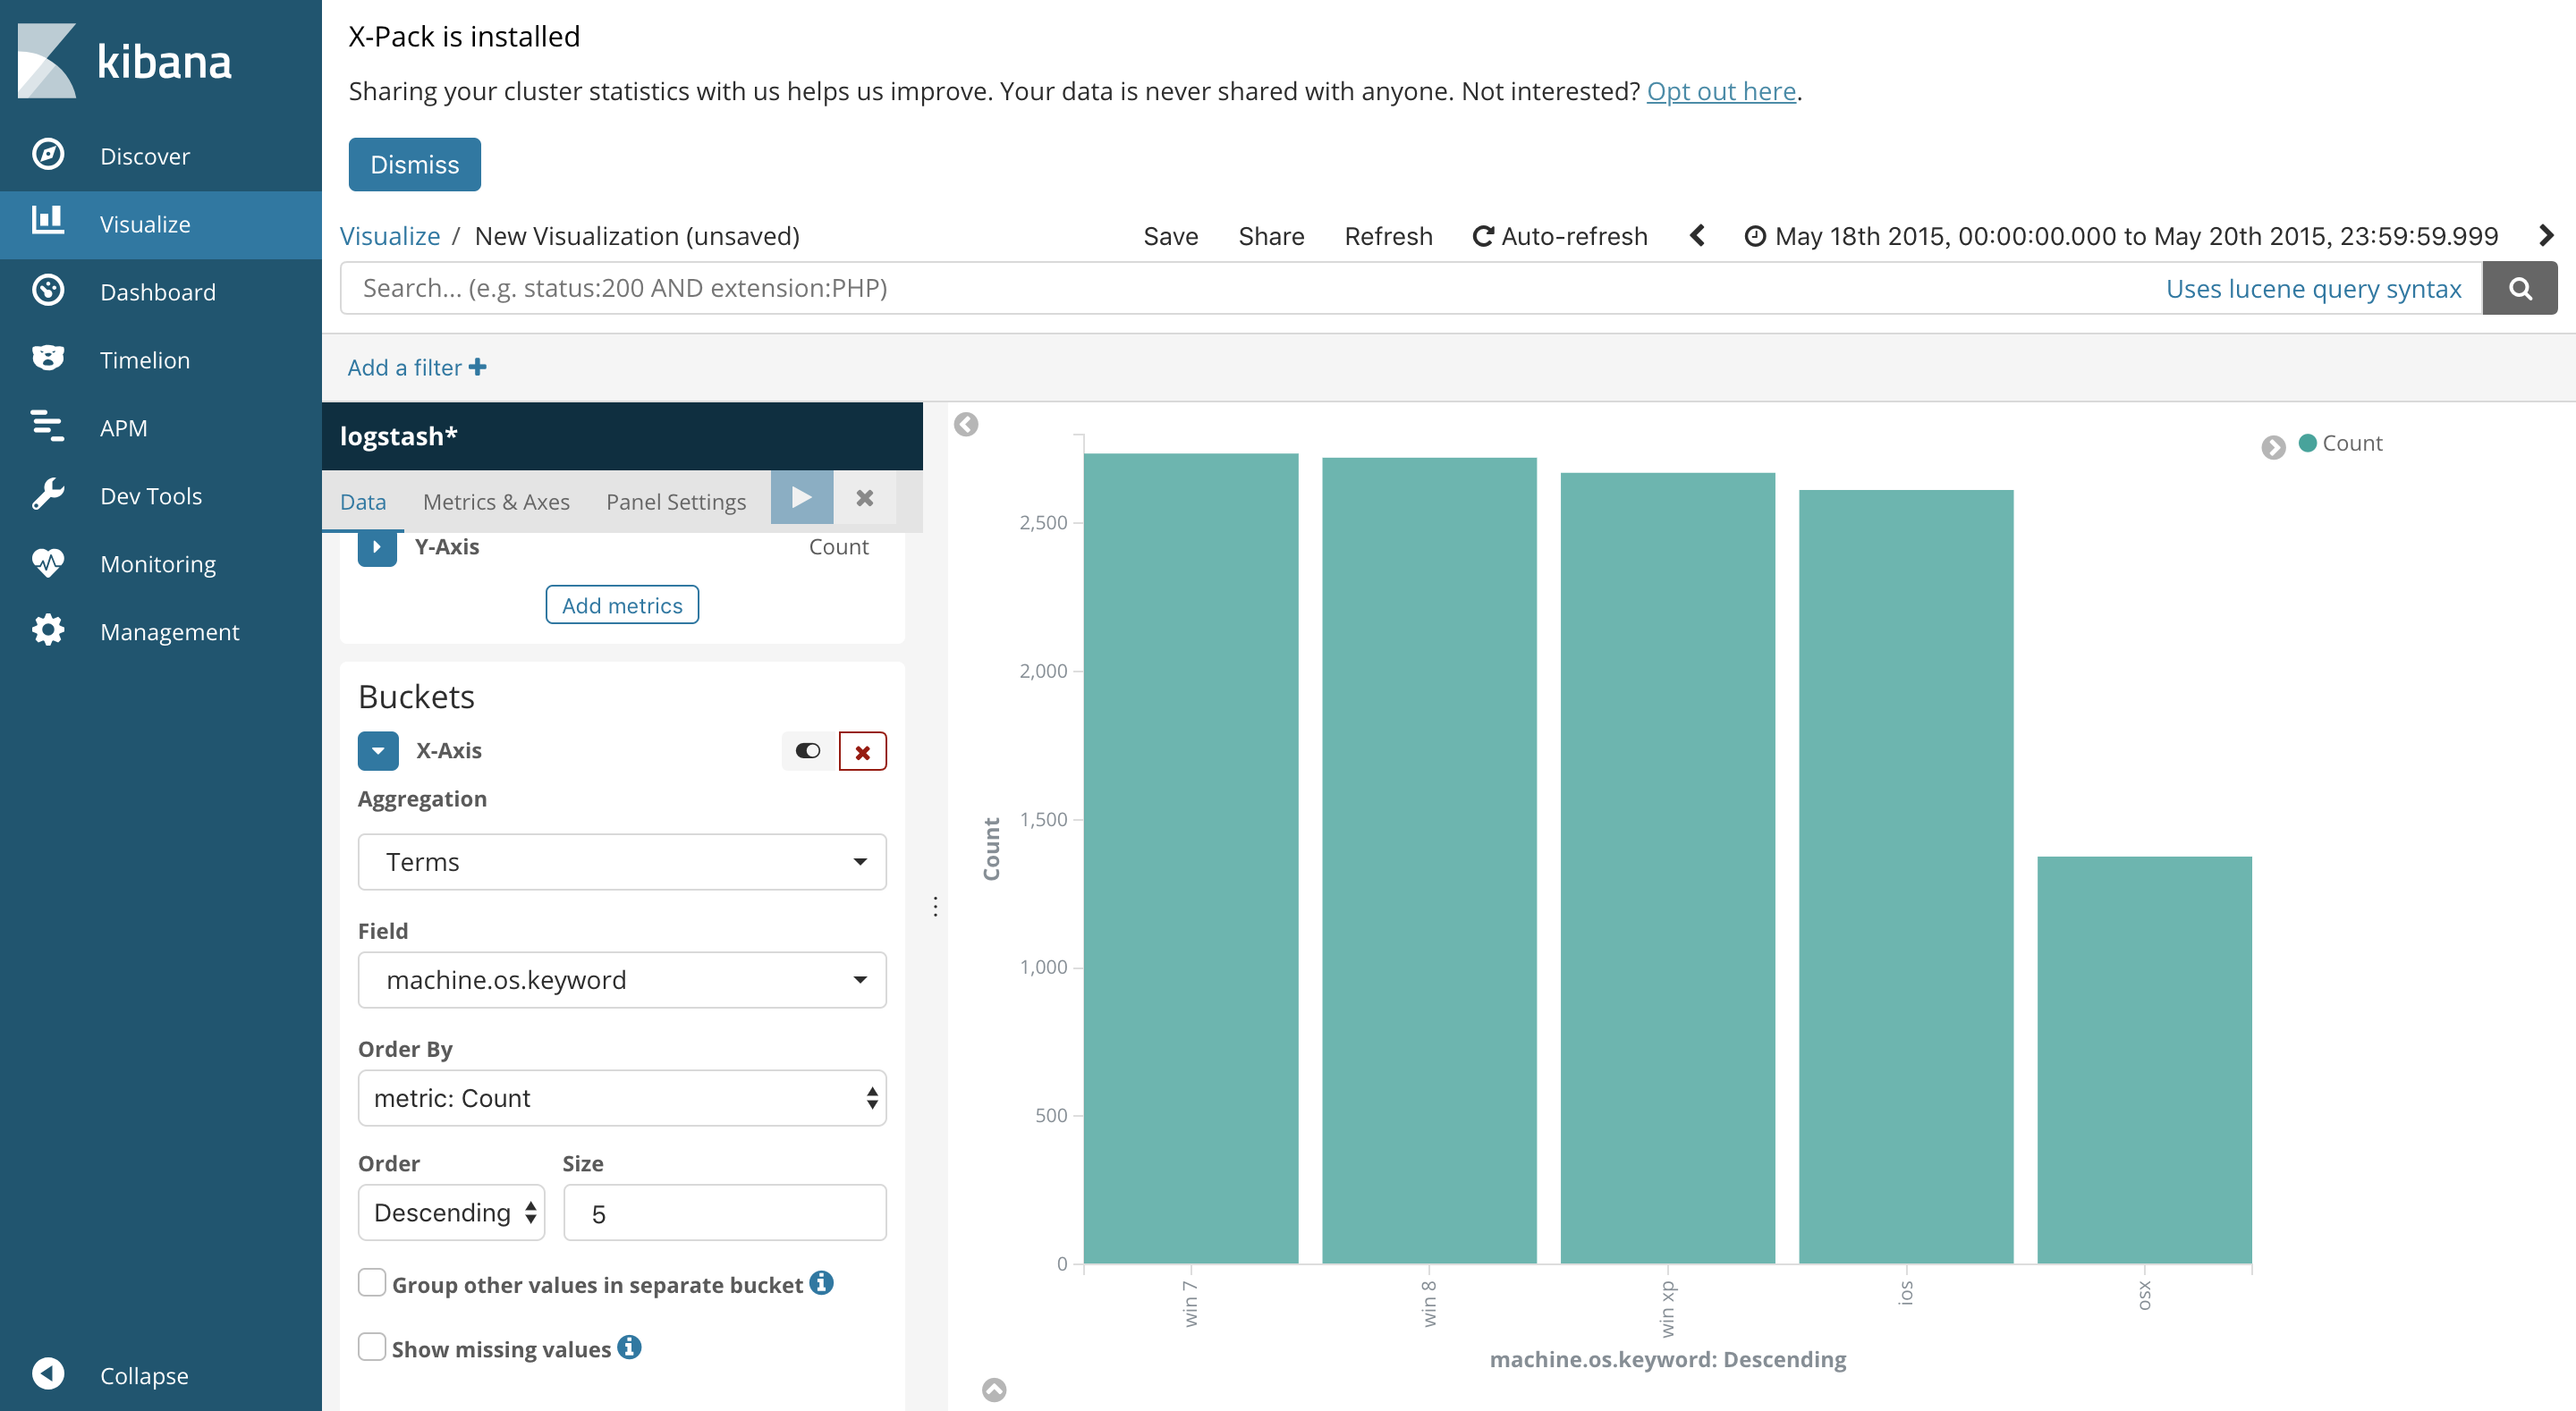 kibana
Discover
Visualize
Dashboard
Timelion
APM
Dev Tools
Monitoring
Management
Collapse
X-Pack is installed
Sharing your cluster statistics with us helps us improve. Your data is never shared with anyone. Not interested? Opt out here.
Dismiss
Visualize / New Visualization (unsaved) Save Share Refresh Auto-refresh May 18th 2015, 00:00:00.000 to May 20th 2015, 23:59:59.999
Search... (e.g. status:200 AND extension:PHP) Uses lucene query syntax
Add a filter
logstash*
Data Metrics & Axes Panel Settings
Y-Axis Count
Add metrics
Buckets
X-Axis
Aggregation
Terms
Field
machine.os.keyword
Order By
metric: Count
Order Size
Descending 5
Group other values in separate bucket
Show missing values
Count
2,500
2,000
1,500
1,000
500
0
Count
win 7
win 8
win xp
ios
osx
machine.os.keyword: Descending